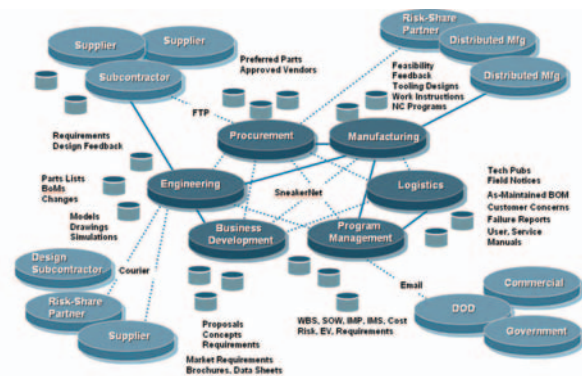 Risk-Share
Partner
Supplier
Supplier
Distributed Mfg
Subcontractor
Preferred Parts
Approved Vendors
Feasibility
Feedback
Tooling Designs
Work Instructions
NC Programs
Distributed Mfg
FTP
Requirements
Design Feedback
Procurement
Manufacturing
Parts Lists
BoMs
Changes
Engineering
SneakerNet
Logistics
Tech Pubs
Field Notices
As-Maintained BOM
Customer Concerns
Failure Reports
User, Service
Manuals
Models
Drawings
Simulations
Business
Development
Program
Management
Design
Subcontractor
Courier
Email
Commercial
Risk-Share
Partner
DOD
Supplier
Government
Proposals
Concepts
Requirements
WBS, SOW, IMP, IMS, Cost
Risk, EV, Requirements
Market Requirements
Brochures, Data Sheets